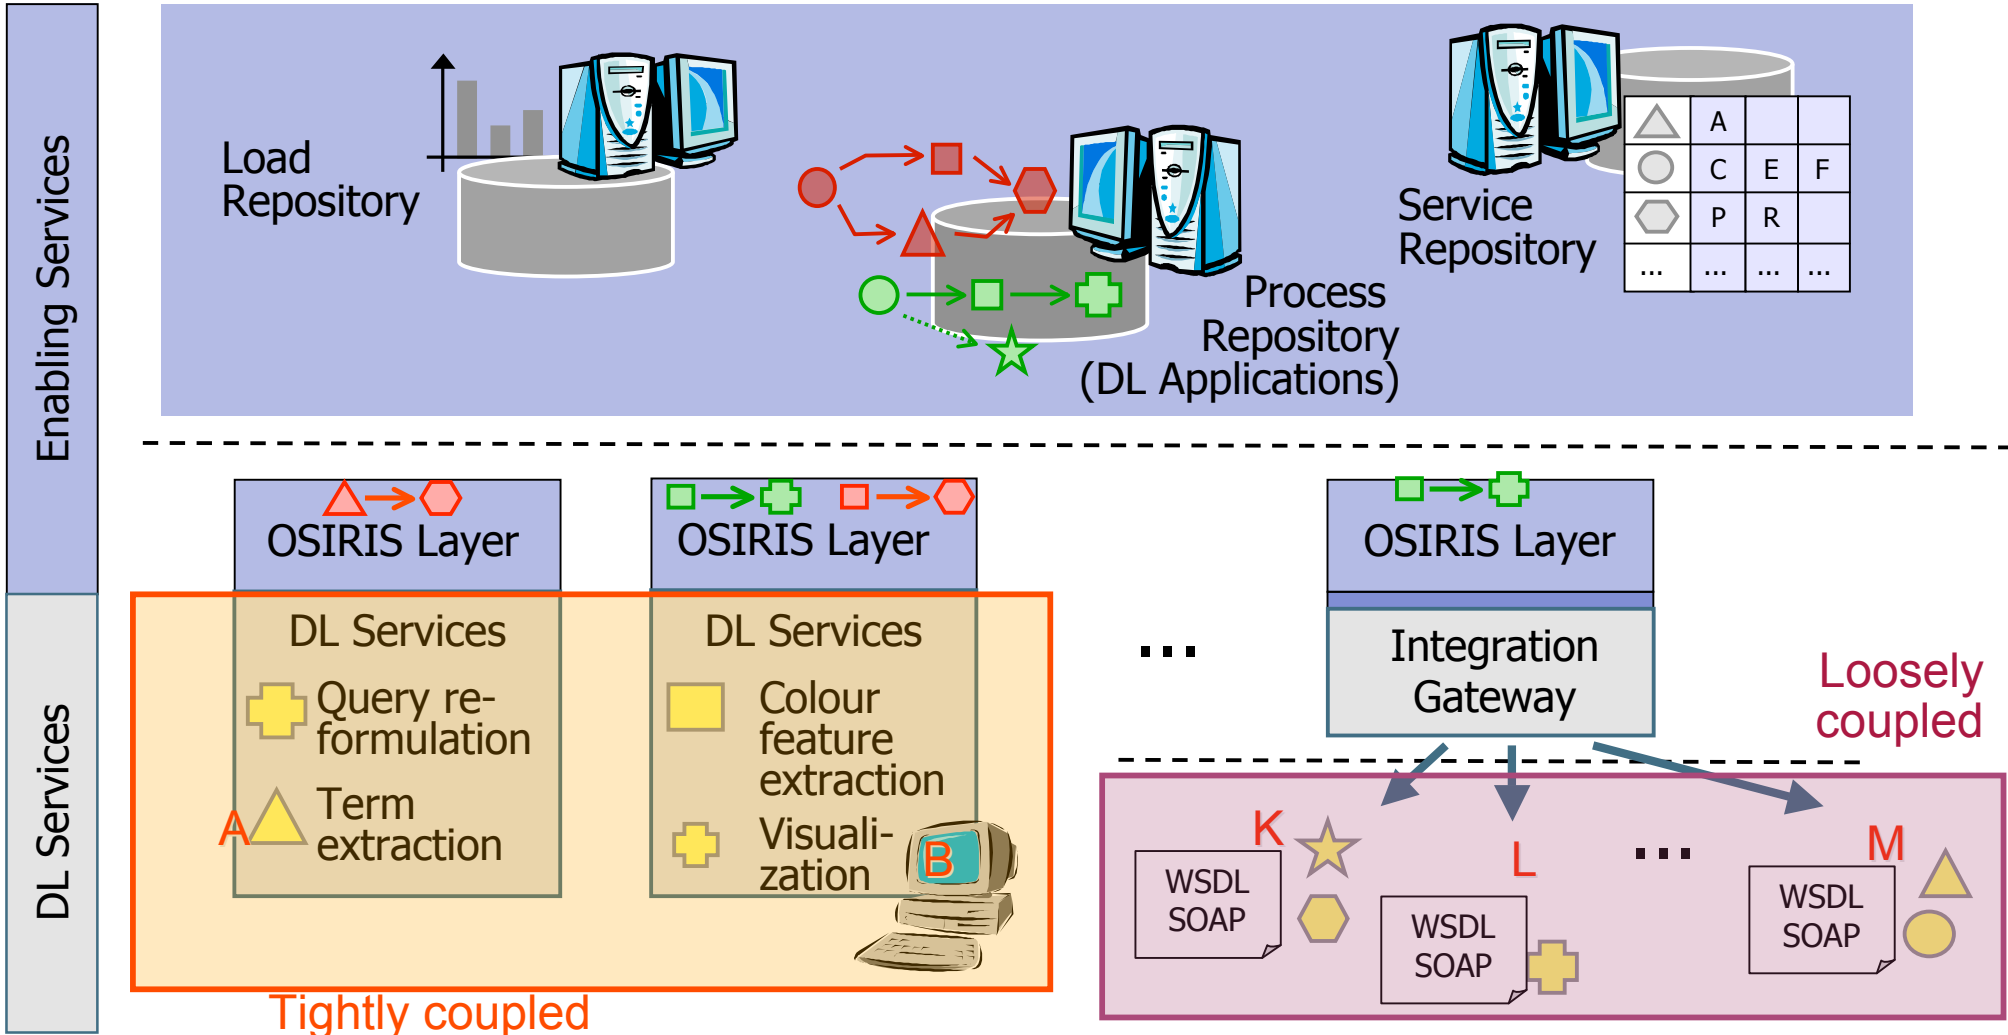 Enabling Services
DL Services
Load
Repository
Process
Repository
(DL Applications)
Service
Repository
A
C E F
P R
... ... ... ...
OSIRIS Layer
DL Services
Query re-
formulation
A
Term
extraction
OSIRIS Layer
DL Services
Colour
feature
extraction
Visuali-
zation
B
Tightly coupled
...
OSIRIS Layer
Integration
Gateway
Loosely
coupled
K
WSDL
SOAP
L
WSDL
SOAP
...
M
WSDL
SOAP